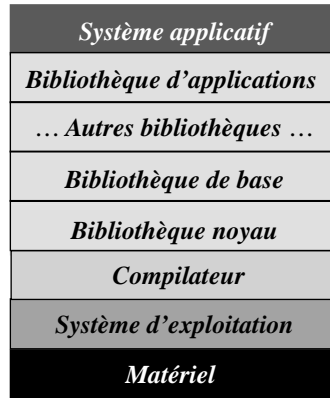 Système applicatif
Bibliothèque d’applications
… Autres bibliothèques …
Bibliothèque de base
Bibliothèque noyau
Compilateur
Système d’exploitation
Matériel